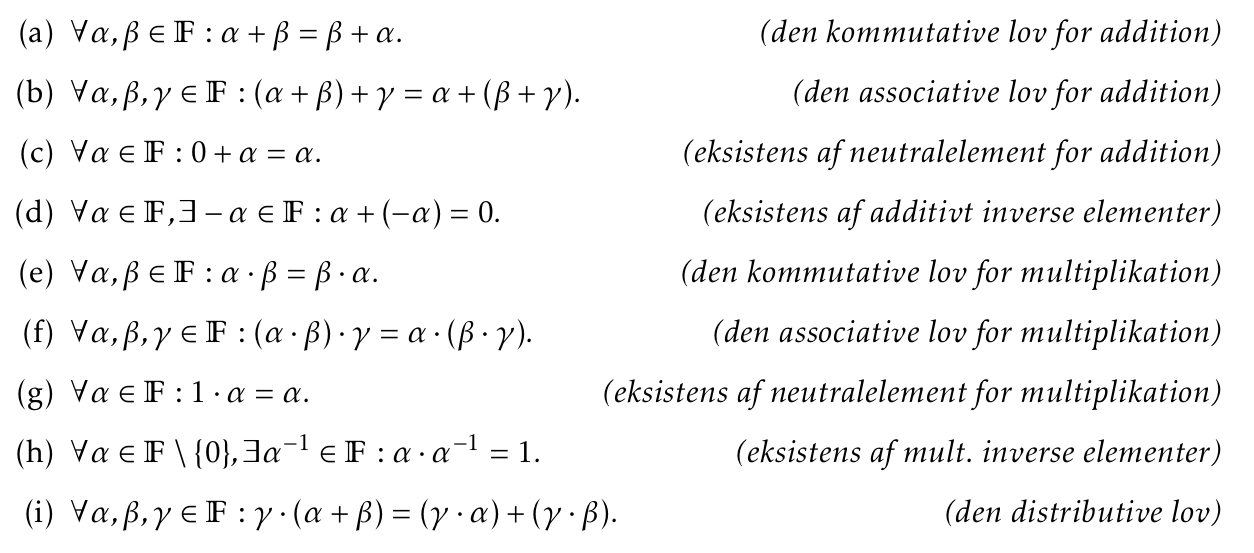 (a) ∀α, β ∈ 𝔽 : α + β = β + α. (den kommutative lov for addition)
(b) ∀α, β, γ ∈ 𝔽 : (α + β) + γ = α + (β + γ). (den associative lov for addition)
(c) ∀α ∈ 𝔽 : 0 + α = α. (eksistens af neutralelement for addition)
(d) ∀α ∈ 𝔽, ∃ − α ∈ 𝔽 : α + (−α) = 0. (eksistens af additivt inverse elementer)
(e) ∀α, β ∈ 𝔽 : α · β = β · α. (den kommutative lov for multiplikation)
(f) ∀α, β, γ ∈ 𝔽 : (α · β) · γ = α · (β · γ). (den associative lov for multiplikation)
(g) ∀α ∈ 𝔽 : 1 · α = α. (eksistens af neutralelement for multiplikation)
(h) ∀α ∈ 𝔽 \ {0}, ∃α⁻¹ ∈ 𝔽 : α · α⁻¹ = 1. (eksistens af mult. inverse elementer)
(i) ∀α, β, γ ∈ 𝔽 : γ · (α + β) = (γ · α) + (γ · β). (den distributive lov)